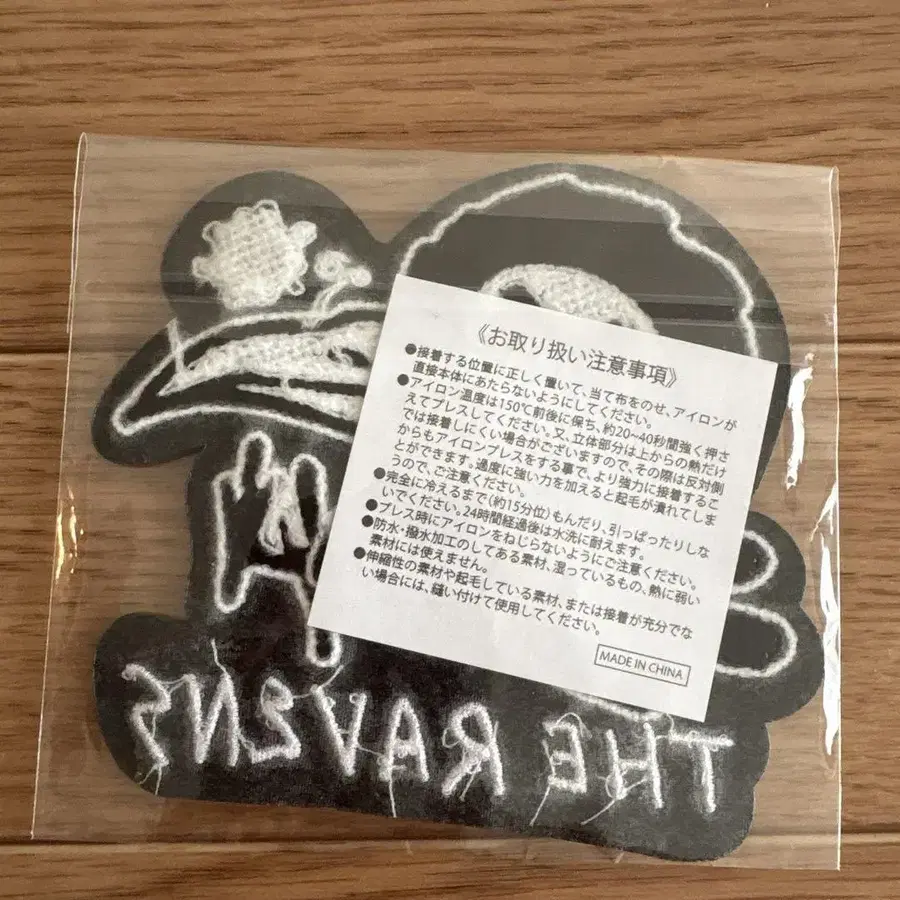 《お取り扱い注意事項》
●接着する位置に正しく置いて、当て布をのせ、アイロンが
直接本体にあたらないようにしてください。
●アイロン温度は150℃前後に保ち、約20~40秒間強く押さ
えてプレスしてください。又、立体部分は上からの熱だけ
では接着しにくい場合がございますので、その際は反対側
からもアイロンプレスをする事で、より強力に接着するこ
とができます。過度に強い力を加えると起毛が潰れてしま
うので、ご注意ください。
●完全に冷えるまで(約15分位)もんだり、引っぱったりしな
いでください。24時間経過後は水洗に耐えます。
●プレス時にアイロンをねじらないようにご注意ください。
●防水・撥水加工のしてある素材、湿っているもの、熱に弱い
素材には使えません。
●伸縮性の素材や起毛している素材、または接着が充分でな
い場合には、縫い付けて使用してください。
MADE IN CHINA
THE RAVENS